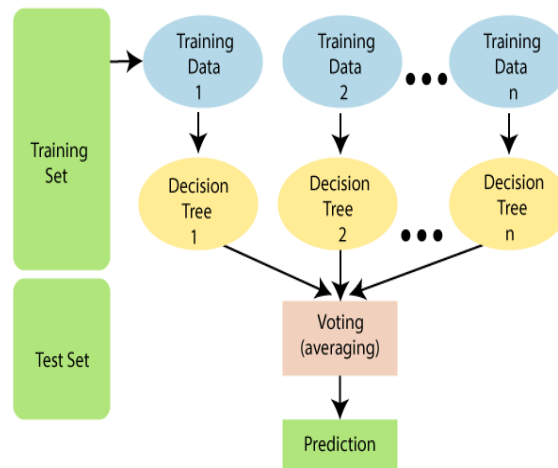 Training
Data
1
Training
Data
2
Training
Data
n
Training
Set
Decision
Tree
1
Decision
Tree
2
Decision
Tree
n
Test Set
Voting
(averaging)
Prediction